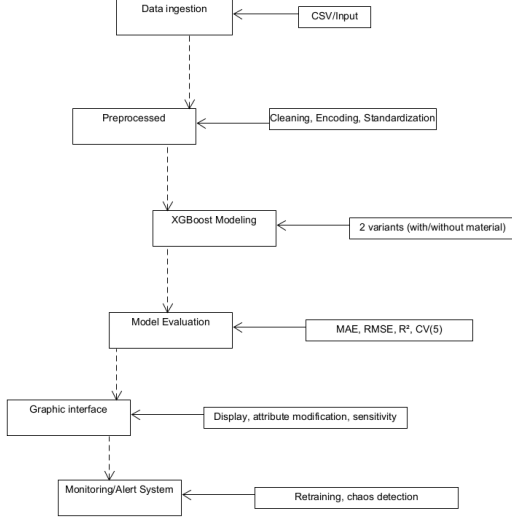 Data ingestion
CSV/Input
Preprocessed
Cleaning, Encoding, Standardization
XGBoost Modeling
2 variants (with/without material)
Model Evaluation
MAE, RMSE, R², CV(5)
Graphic interface
Display, attribute modification, sensitivity
Monitoring/Alert System
Retraining, chaos detection